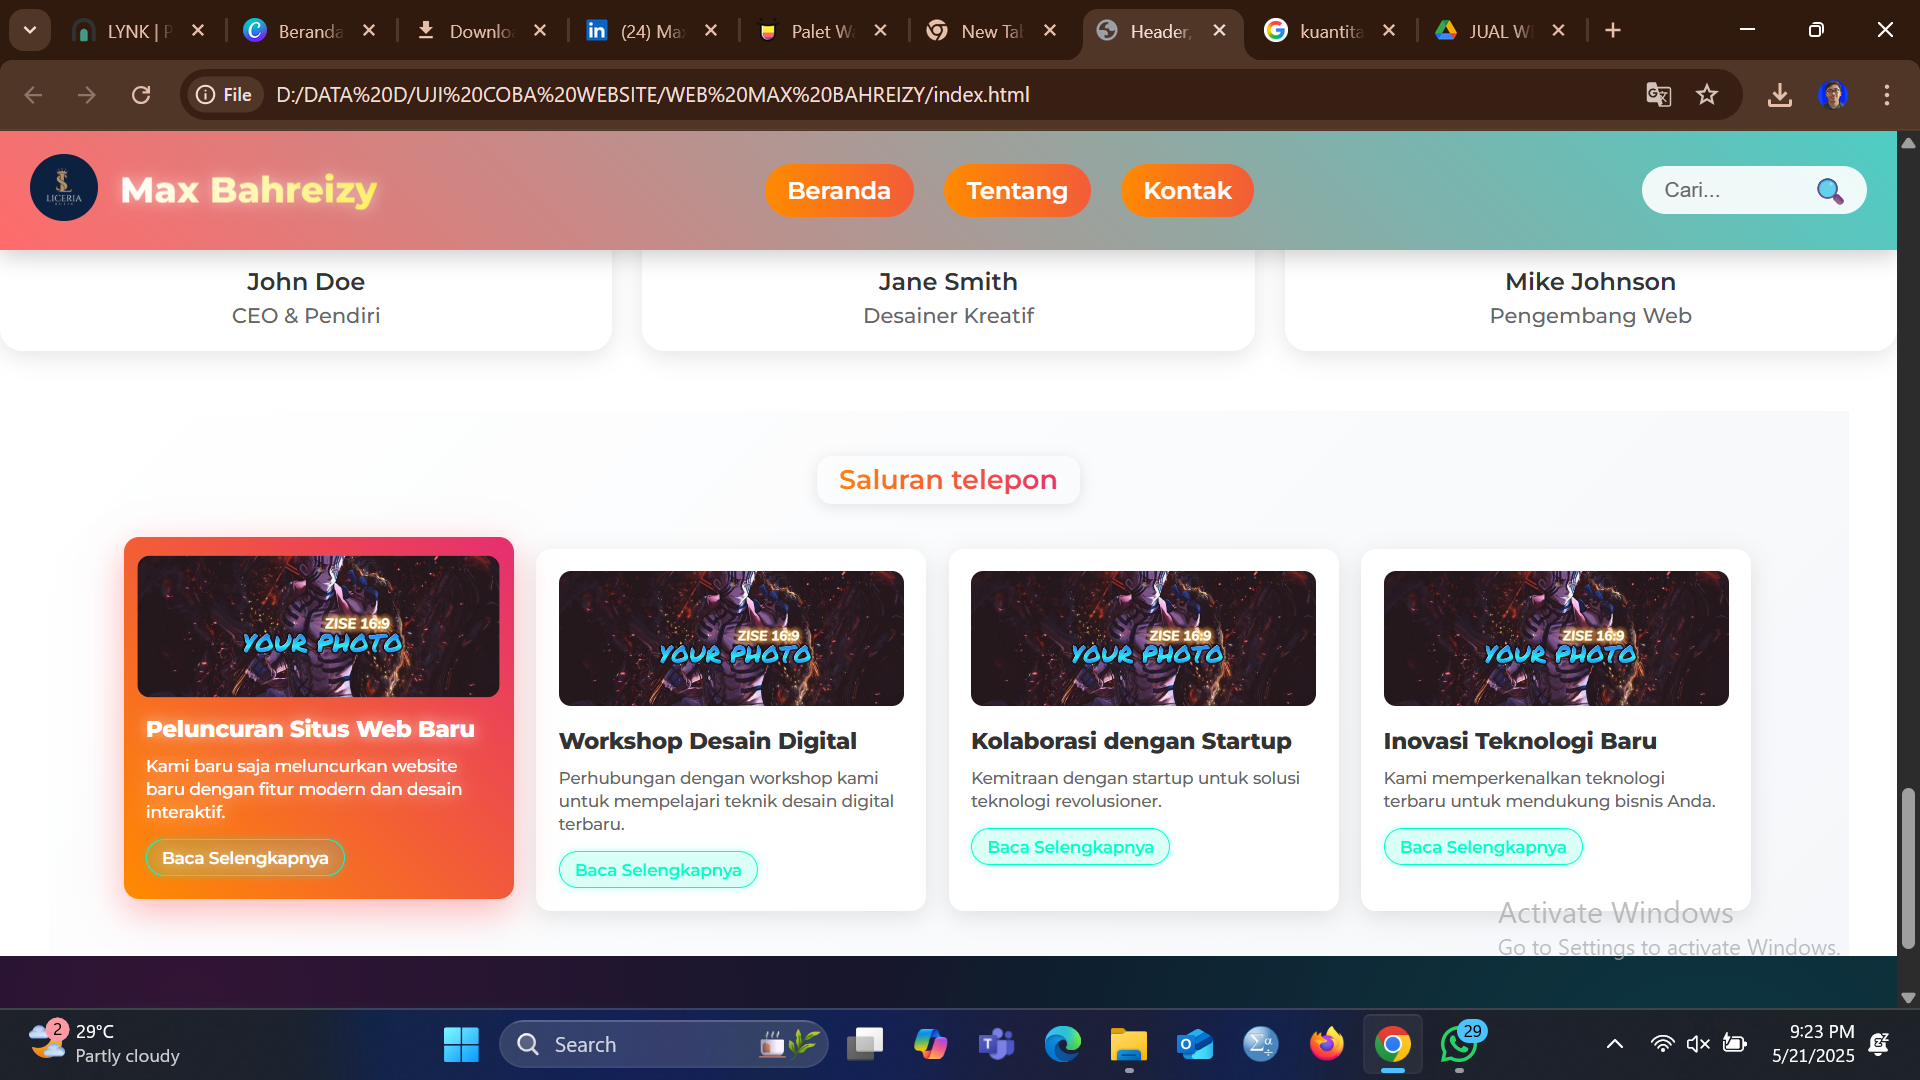 LYNK | P
Beranda
Downlo
(24) Ma
Palet W
New Tab
Header,
kuantita
JUAL W
File
D:/DATA%20D/UJI%20COBA%20WEBSITE/WEB%20MAX%20BAHREIZY/index.html
LICERIA
Max Bahreizy
Beranda
Tentang
Kontak
Cari...
John Doe
CEO & Pendiri
Jane Smith
Desainer Kreatif
Mike Johnson
Pengembang Web
Saluran telepon
ZISE 16:9
YOUR PHOTO
Peluncuran Situs Web Baru
Kami baru saja meluncurkan website
baru dengan fitur modern dan desain
interaktif.
Baca Selengkapnya
ZISE 16:9
YOUR PHOTO
Workshop Desain Digital
Perhubungan dengan workshop kami
untuk mempelajari teknik desain digital
terbaru.
Baca Selengkapnya
ZISE 16:9
YOUR PHOTO
Kolaborasi dengan Startup
Kemitraan dengan startup untuk solusi
teknologi revolusioner.
Baca Selengkapnya
ZISE 16:9
YOUR PHOTO
Inovasi Teknologi Baru
Kami memperkenalkan teknologi
terbaru untuk mendukung bisnis Anda.
Baca Selengkapnya
Activate Windows
Go to Settings to activate Windows.
2
29°C
Partly cloudy
Search
29
9:23 PM
5/21/2025